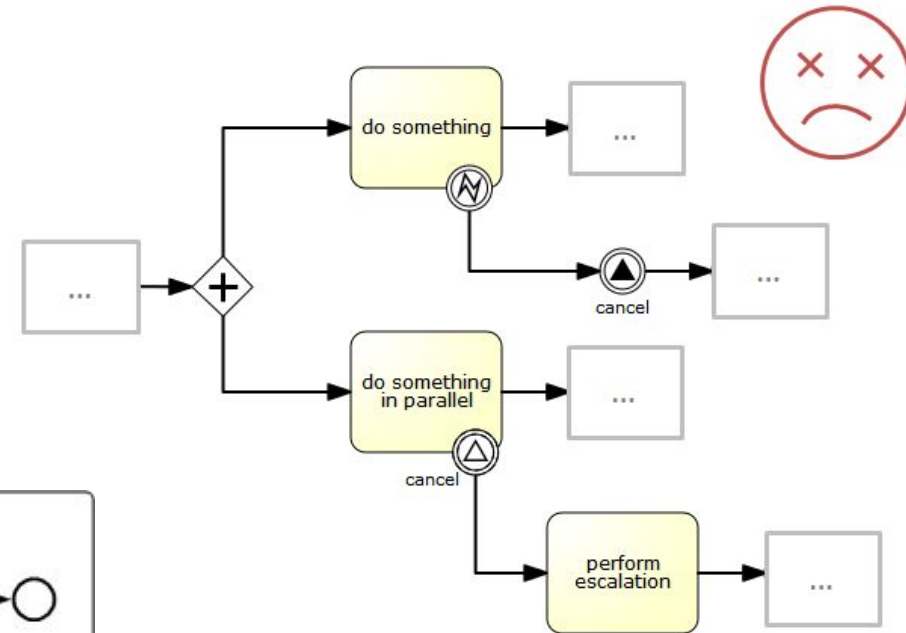 do something
...
...
...
cancel
do something
in parallel
...
cancel
perform
escalation
...